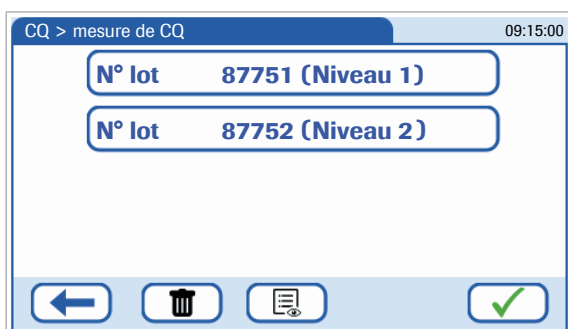 CQ > mesure de CQ 09:15:00
N° lot 87751 (Niveau 1)
N° lot 87752 (Niveau 2)